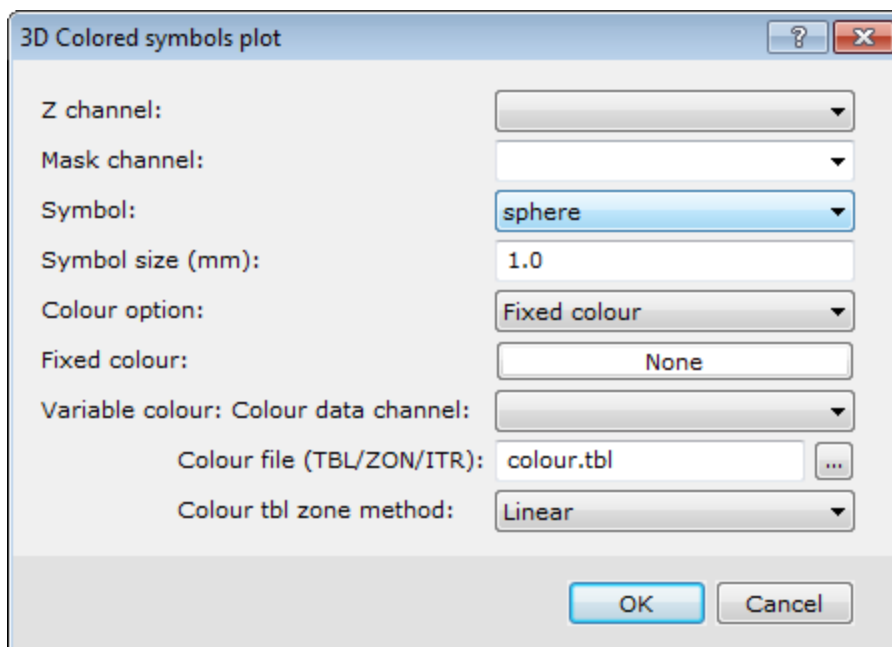 3D Colored symbols plot ?
Z channel:
Mask channel:
Symbol: sphere
Symbol size (mm): 1.0
Colour option: Fixed colour
Fixed colour: None
Variable colour: Colour data channel:
Colour file (TBL/ZON/ITR): colour.tbl ...
Colour tbl zone method: Linear
OK Cancel